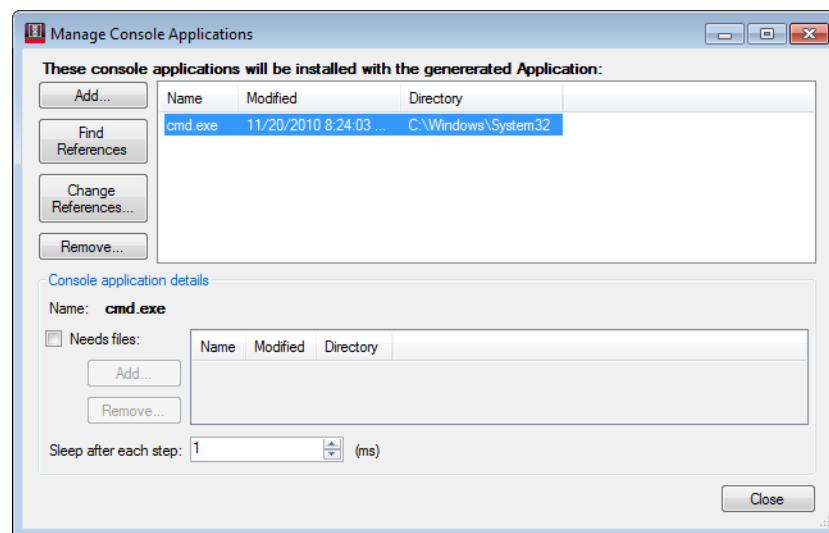 Manage Console Applications
These console applications will be installed with the genererated Application:
Add...
Find
References
Change
References...
Remove...
Name Modified Directory
cmd.exe 11/20/2010 8:24:03 ... C:\Windows\System32
Console application details
Name: cmd.exe
Needs files:
Add...
Remove...
Name Modified Directory
Sleep after each step: 1 (ms)
Close